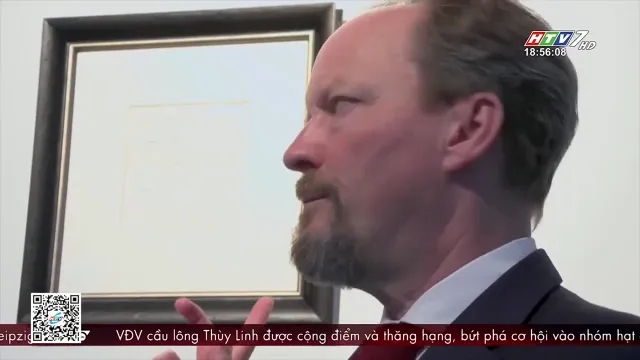 HTV7 HD
18:56:08
eipzig VĐV cầu lông Thùy Linh được cộng điểm và thăng hạng, bứt phá cơ hội vào nhóm hạt